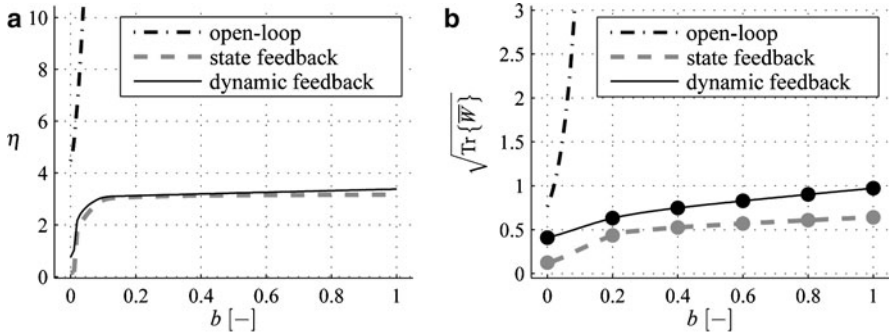 a
10
8
6
4
2
0
η
open-loop
state feedback
dynamic feedback
0 0.2 0.4 0.6 0.8 1
b [−]
b
3
2.5
2
1.5
1
0.5
0
√Tr{W̅}
open-loop
state feedback
dynamic feedback
0 0.2 0.4 0.6 0.8 1
b [−]